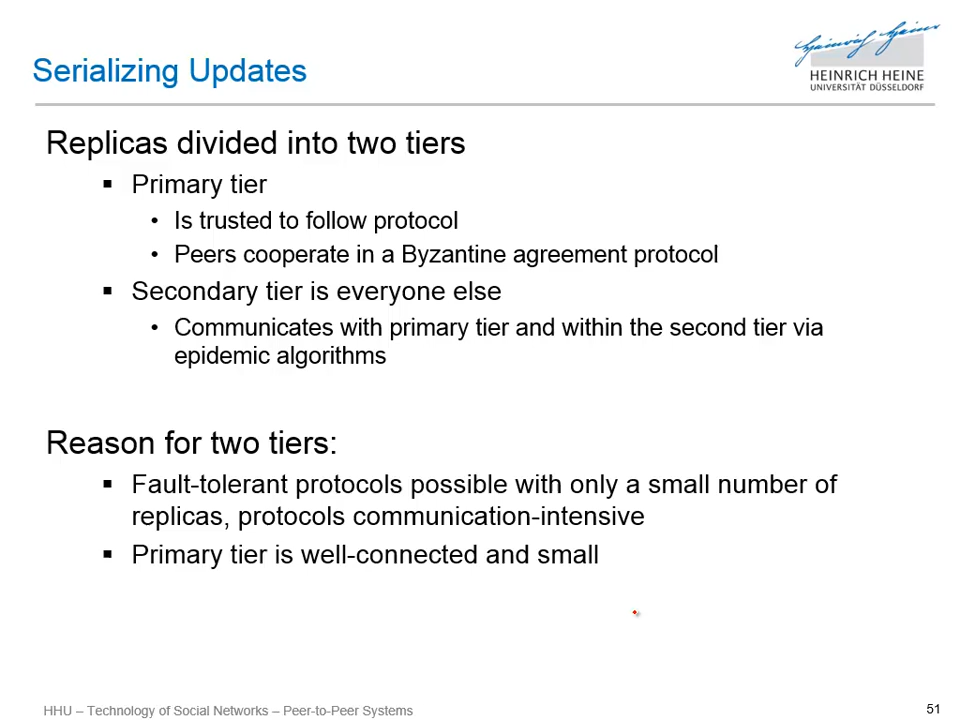 Serializing Updates
Heinrich Heine
HEINRICH HEINE
UNIVERSITÄT DÜSSELDORF
Replicas divided into two tiers
▪ Primary tier
• Is trusted to follow protocol
• Peers cooperate in a Byzantine agreement protocol
▪ Secondary tier is everyone else
• Communicates with primary tier and within the second tier via
epidemic algorithms
Reason for two tiers:
▪ Fault-tolerant protocols possible with only a small number of
replicas, protocols communication-intensive
▪ Primary tier is well-connected and small
HHU – Technology of Social Networks – Peer-to-Peer Systems
51